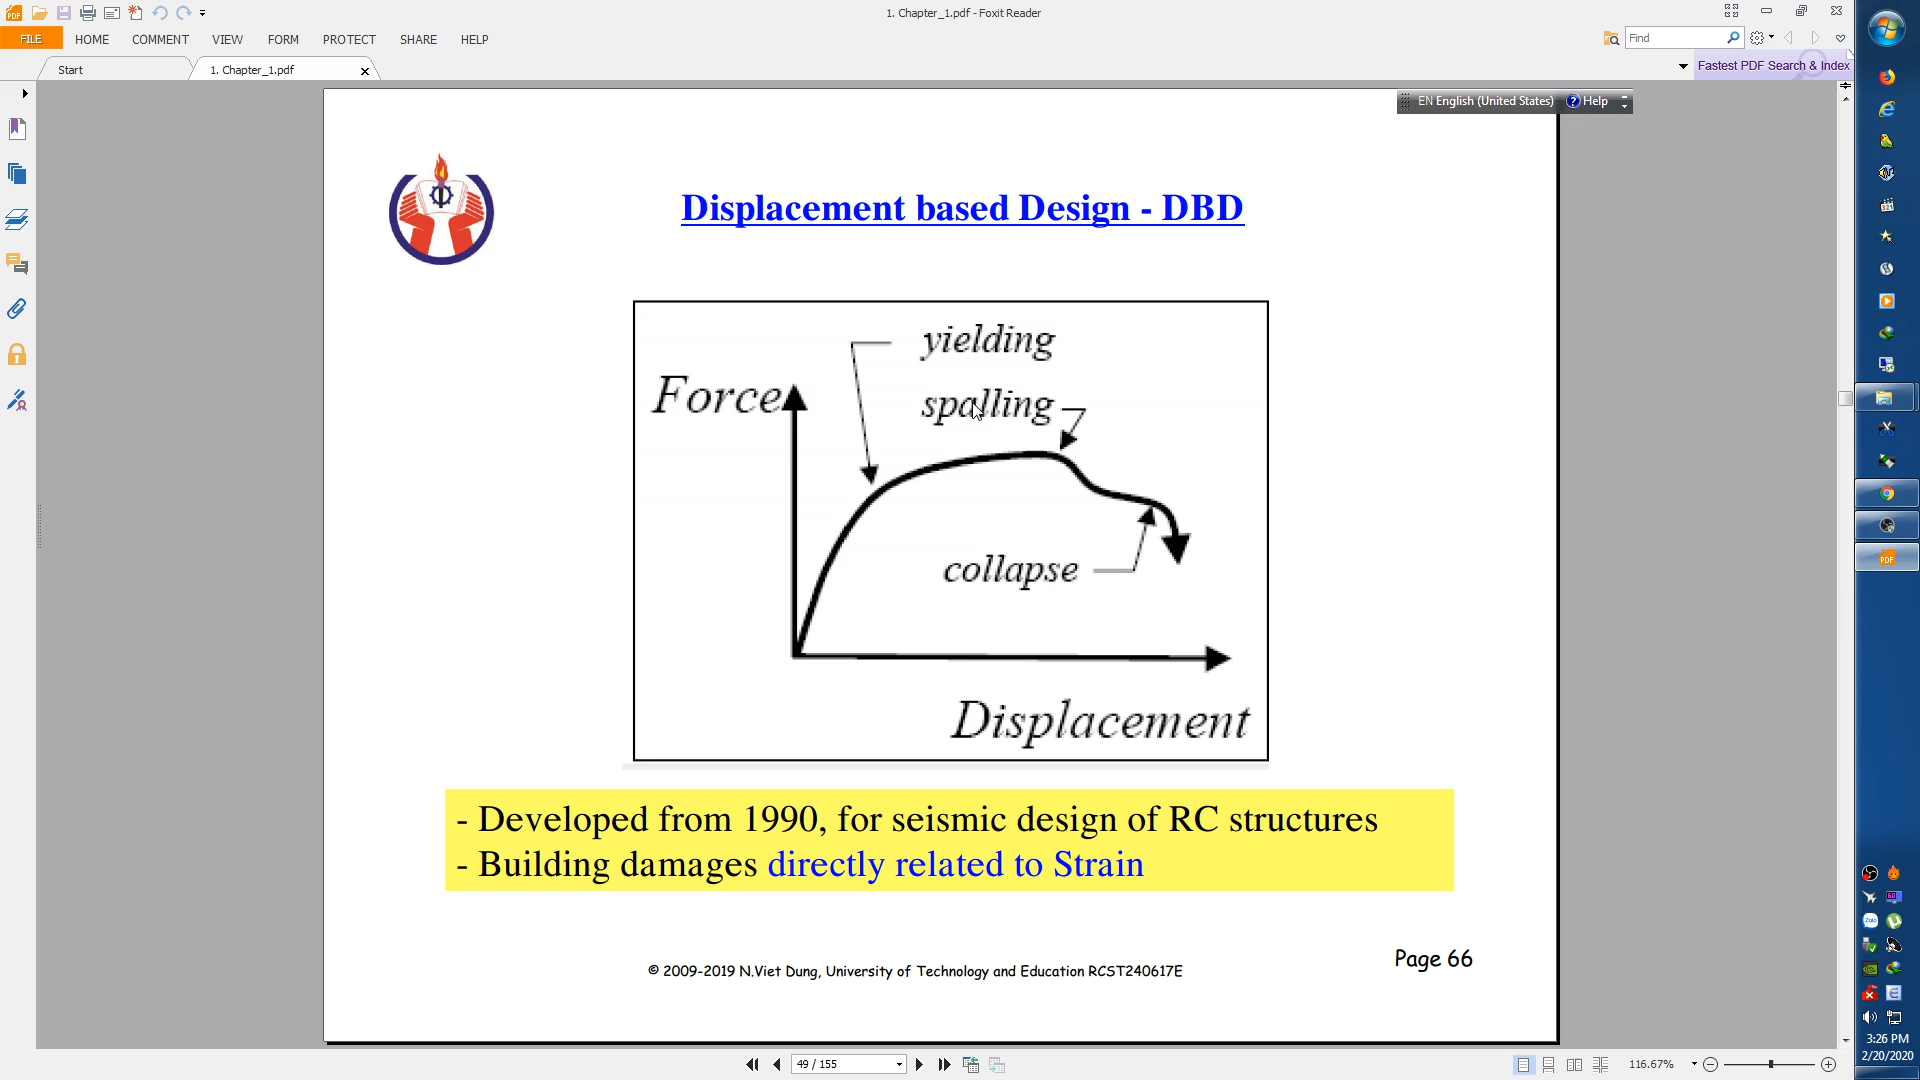 1. Chapter_1.pdf - Foxit Reader
FILE HOME COMMENT VIEW FORM PROTECT SHARE HELP
Find
Start
1. Chapter_1.pdf
Fastest PDF Search & Index
EN English (United States) Help
Displacement based Design - DBD
yielding
Force
spalling
collapse
Displacement
- Developed from 1990, for seismic design of RC structures
- Building damages directly related to Strain
Page 66
© 2009-2019 N.Viet Dung, University of Technology and Education RCST240617E
49 / 155
116.67%
3:26 PM
2/20/2020